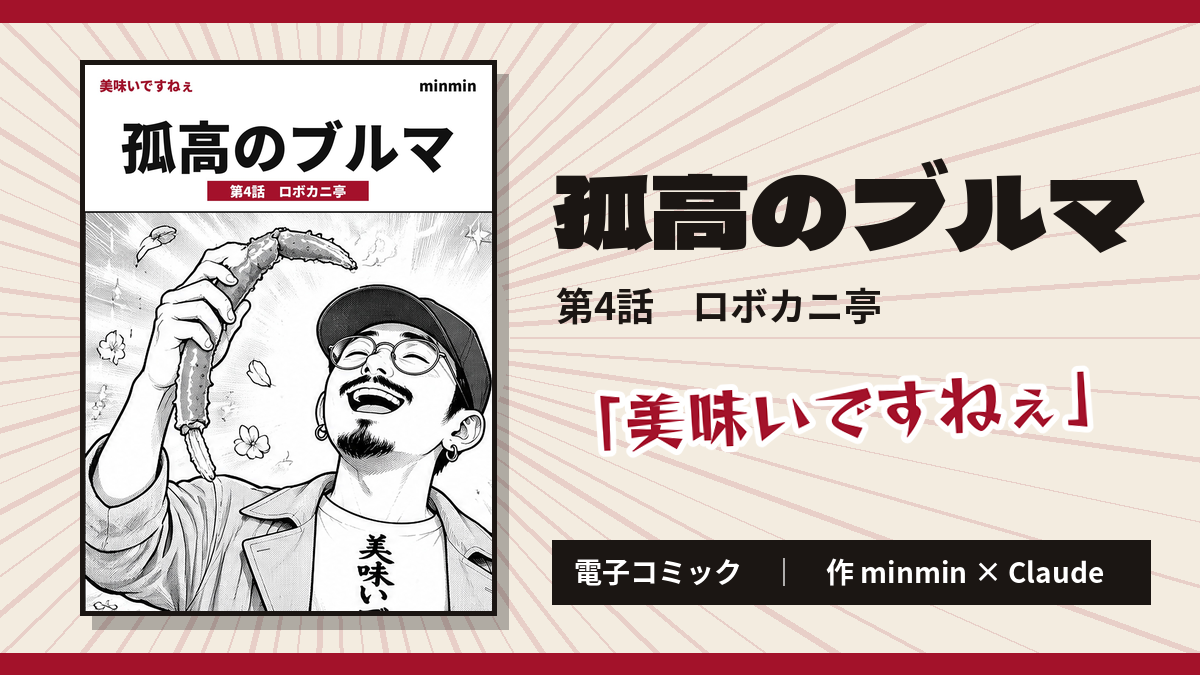 美味いですねぇ
minmin
孤高のブルマ
第4話　ロボカニ亭
美味い
孤高のブルマ
第4話　ロボカニ亭
「美味いですねぇ」
電子コミック　｜　作 minmin × Claude